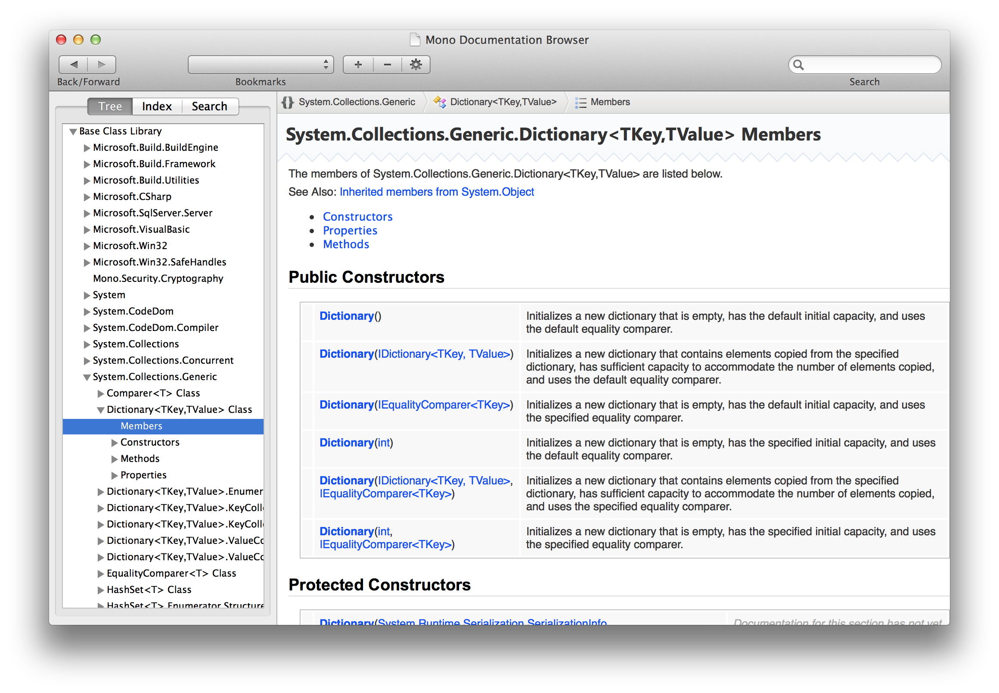 Mono Documentation Browser
Back/Forward
Bookmarks
Search
Tree
Index
Search
Base Class Library
Microsoft.Build.BuildEngine
Microsoft.Build.Framework
Microsoft.Build.Utilities
Microsoft.CSharp
Microsoft.SqlServer.Server
Microsoft.VisualBasic
Microsoft.Win32
Microsoft.Win32.SafeHandles
Mono.Security.Cryptography
System
System.CodeDom
System.CodeDom.Compiler
System.Collections
System.Collections.Concurrent
System.Collections.Generic
Comparer<T> Class
Dictionary<TKey,TValue> Class
Members
Constructors
Methods
Properties
Dictionary<TKey,TValue>.Enumer
Dictionary<TKey,TValue>.KeyColl
Dictionary<TKey,TValue>.KeyColl
Dictionary<TKey,TValue>.ValueCo
Dictionary<TKey,TValue>.ValueCo
EqualityComparer<T> Class
HashSet<T> Class
HashSet<T> Enumerator Structure
System.Collections.Generic
Dictionary<TKey,TValue>
Members
System.Collections.Generic.Dictionary<TKey,TValue> Members
The members of System.Collections.Generic.Dictionary<TKey,TValue> are listed below.
See Also: Inherited members from System.Object
• Constructors
• Properties
• Methods
Public Constructors
Dictionary()
Initializes a new dictionary that is empty, has the default initial capacity, and uses
the default equality comparer.
Dictionary(IDictionary<TKey, TValue>)
Initializes a new dictionary that contains elements copied from the specified
dictionary, has sufficient capacity to accommodate the number of elements copied,
and uses the default equality comparer.
Dictionary(IEqualityComparer<TKey>)
Initializes a new dictionary that is empty, has the default initial capacity, and uses
the specified equality comparer.
Dictionary(int)
Initializes a new dictionary that is empty, has the specified initial capacity, and uses
the default equality comparer.
Dictionary(IDictionary<TKey, TValue>,
IEqualityComparer<TKey>)
Initializes a new dictionary that contains elements copied from the specified
dictionary, has sufficient capacity to accommodate the number of elements copied,
and uses the specified equality comparer.
Dictionary(int,
IEqualityComparer<TKey>)
Initializes a new dictionary that is empty, has the specified initial capacity, and uses
the specified equality comparer.
Protected Constructors
Dictionary(System.Runtime.Serialization.SerializationInfo,
Documentation for this section has not yet